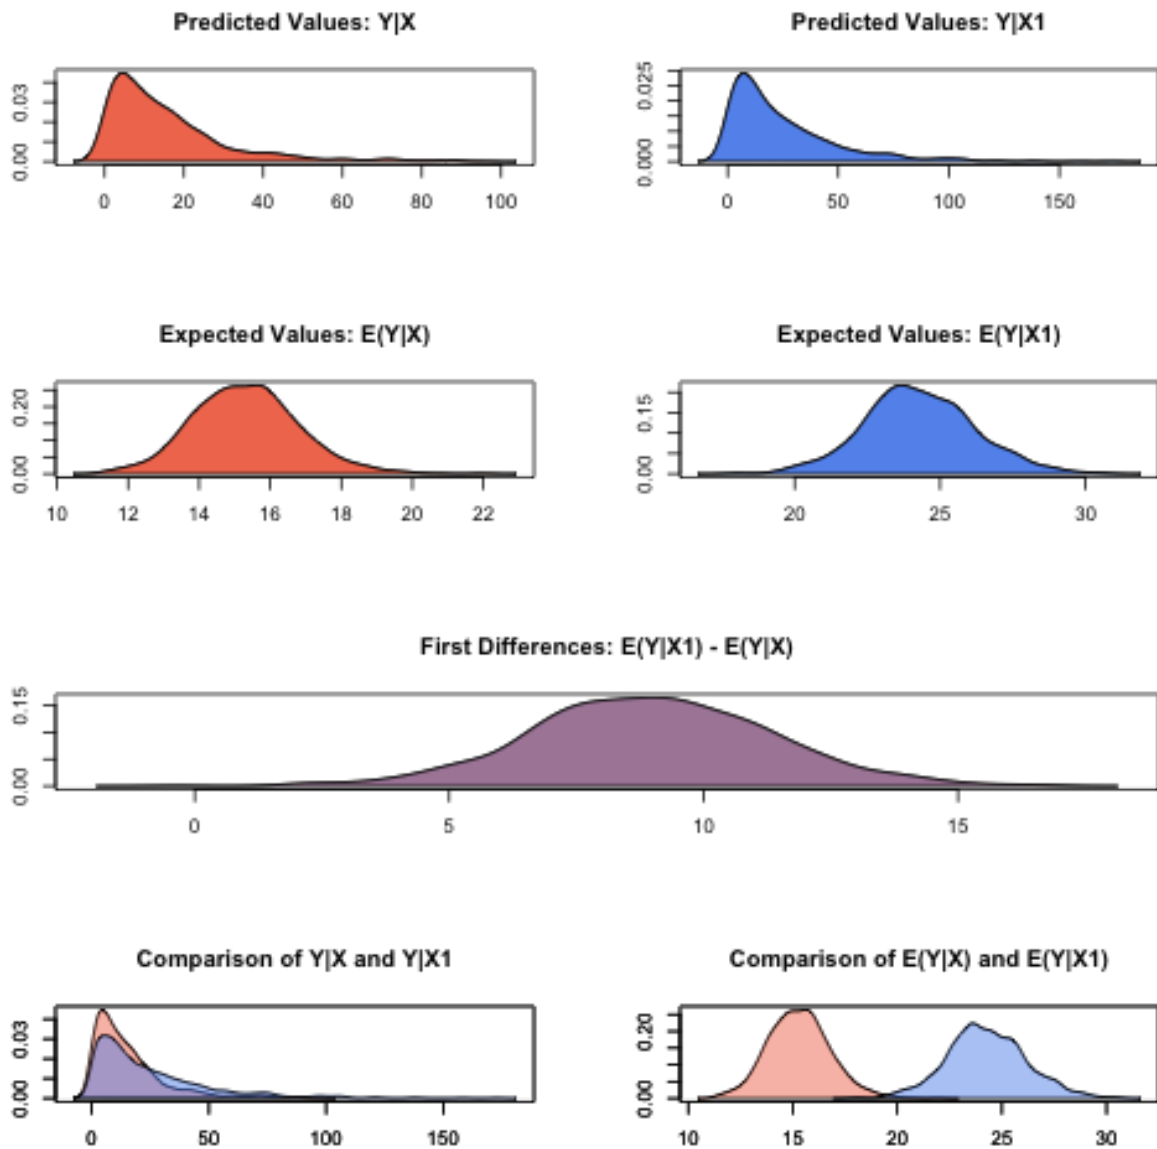 Predicted Values: Y|X
0.00 0.03
0 20 40 60 80 100
Predicted Values: Y|X1
0.000 0.025
0 50 100 150
Expected Values: E(Y|X)
0.00 0.20
10 12 14 16 18 20 22
Expected Values: E(Y|X1)
0.00 0.15
20 25 30
First Differences: E(Y|X1) - E(Y|X)
0.00 0.15
0 5 10 15
Comparison of Y|X and Y|X1
0.00 0.03
0 50 100 150
Comparison of E(Y|X) and E(Y|X1)
0.00 0.20
10 15 20 25 30